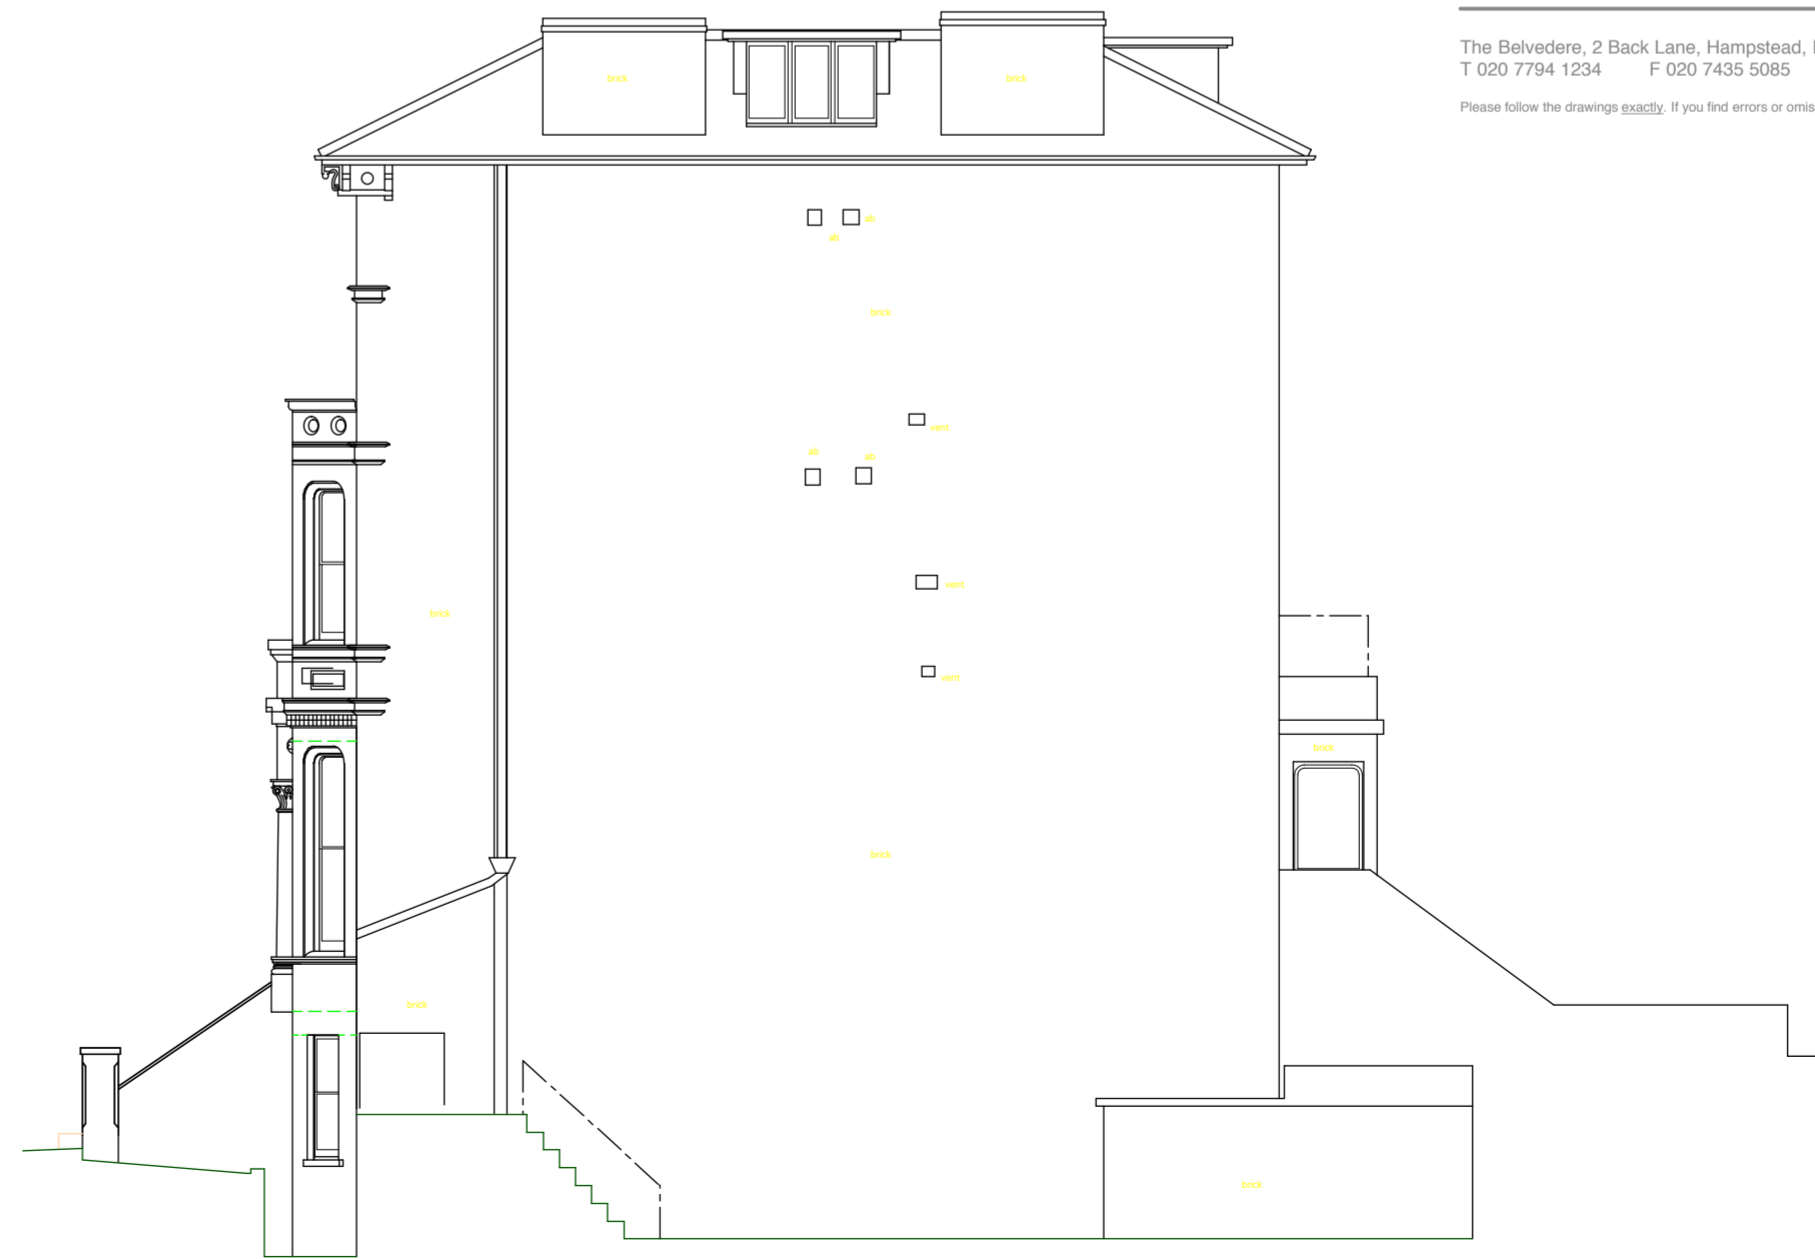 The Belvedere, 2 Back Lane, Hampstead,
T 020 7794 1234 F 020 7435 5085
Please follow the drawings exactly. If you find errors or
brick
brick
ab
ab
brick
vent
ab
ab
vent
brick
vent
brick
brick
brick
brick